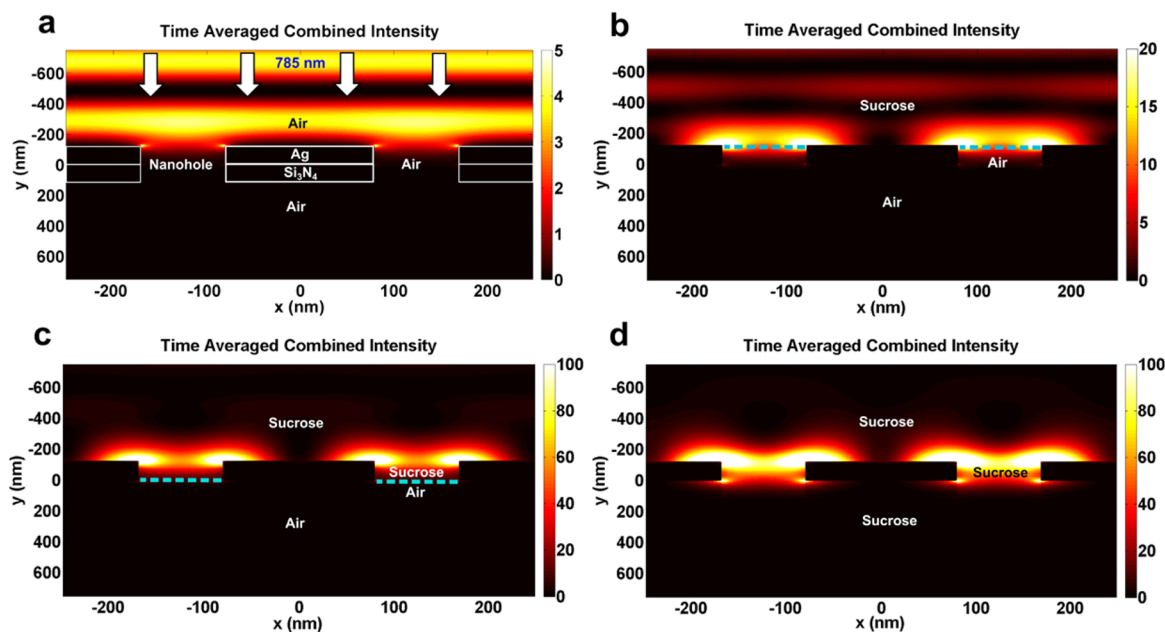 a
Time Averaged Combined Intensity
y (nm)
-600
-400
-200
0
200
400
600
785 nm
Air
Nanohole
Ag
Si₃N₄
Air
Air
-200
-100
0
100
200
x (nm)
5
4
3
2
1
0
b
Time Averaged Combined Intensity
y (nm)
-600
-400
-200
0
200
400
600
Sucrose
Air
Air
-200
-100
0
100
200
x (nm)
20
15
10
5
0
c
Time Averaged Combined Intensity
y (nm)
-600
-400
-200
0
200
400
600
Sucrose
Sucrose
Air
Air
-200
-100
0
100
200
x (nm)
100
80
60
40
20
0
d
Time Averaged Combined Intensity
y (nm)
-600
-400
-200
0
200
400
600
Sucrose
Sucrose
Sucrose
-200
-100
0
100
200
x (nm)
100
80
60
40
20
0